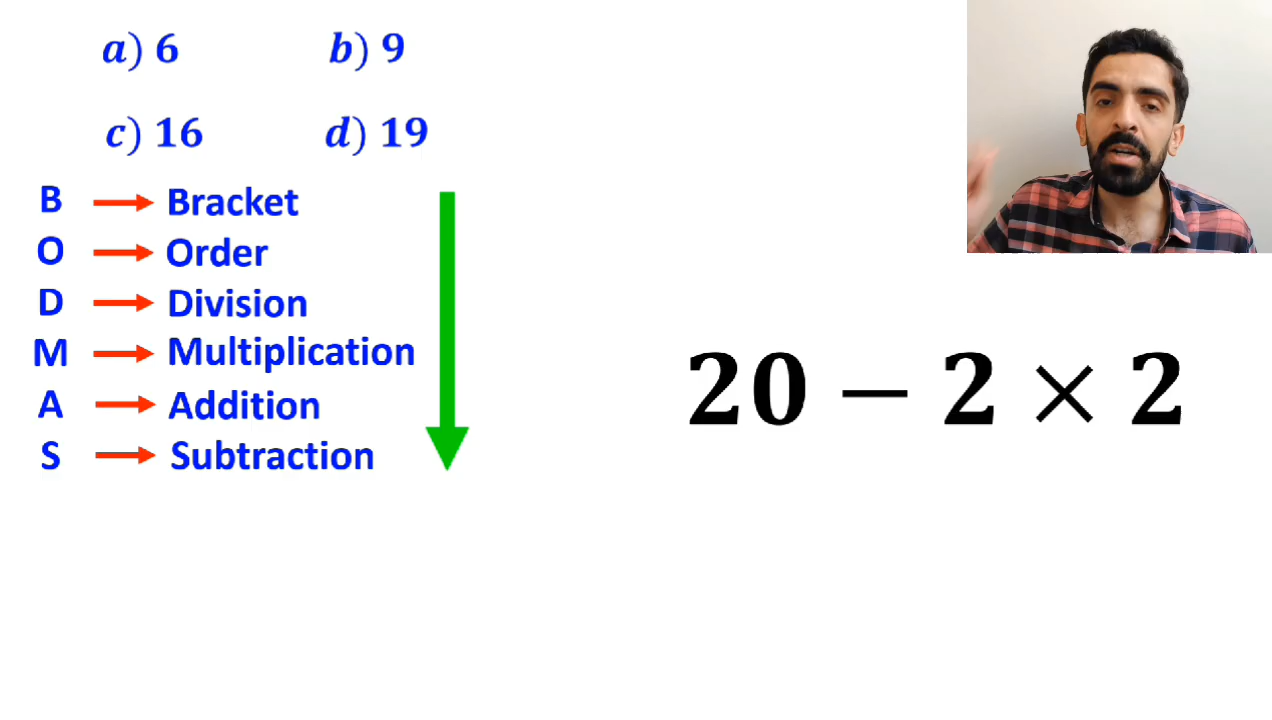 a) 6 b) 9
c) 16 d) 19
B → Bracket
O → Order
D → Division
M → Multiplication
A → Addition
S → Subtraction
20 − 2 × 2